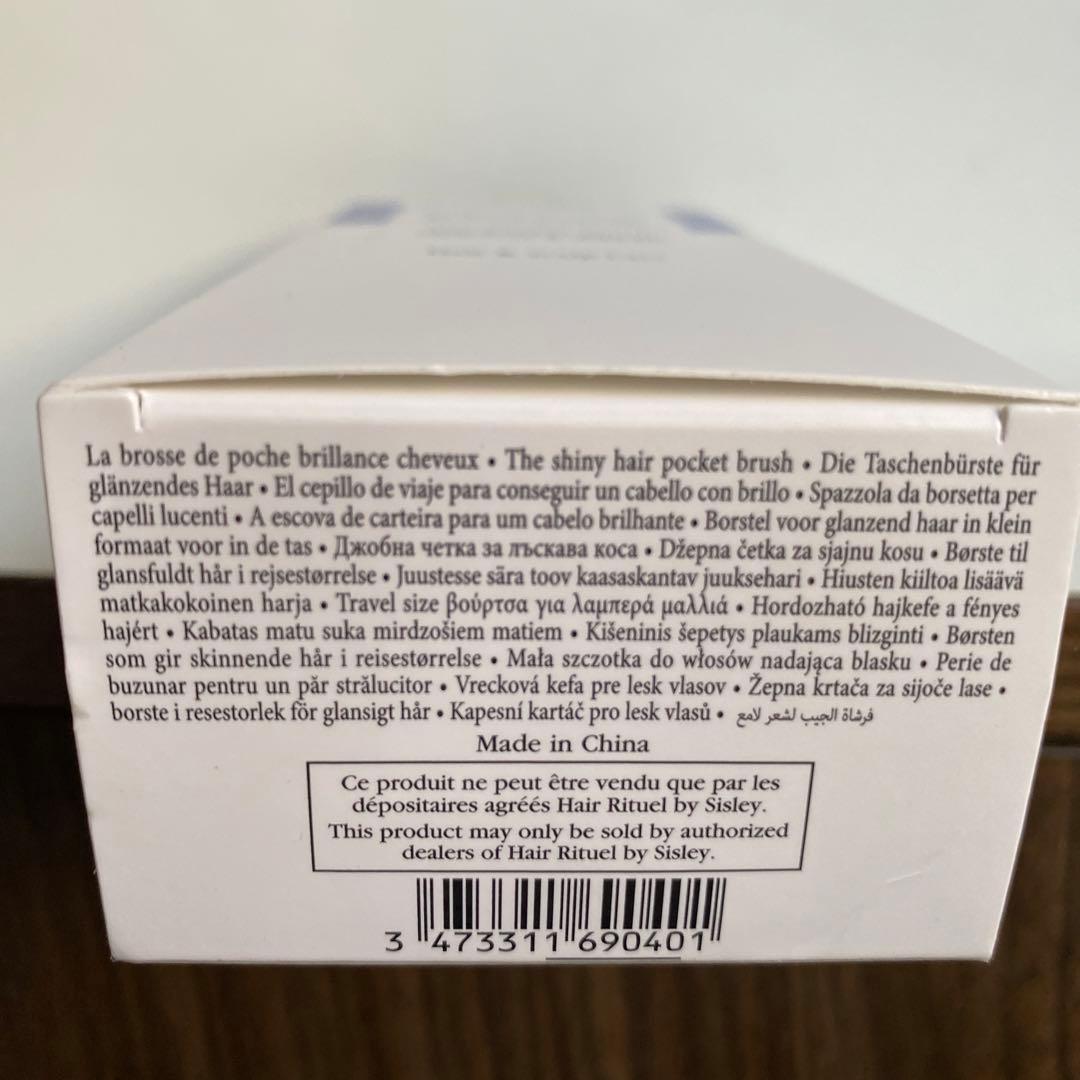 La brosse de poche brillance cheveux • The shiny hair pocket brush • Die Taschenbürste für
glänzendes Haar • El cepillo de viaje para conseguir un cabello con brillo • Spazzola da borsetta per
capelli lucenti • A escova de carteira para um cabelo brilhante • Borstel voor glanzend haar in klein
formaat voor in de tas • Джобна четка за лъскава коса • Džepna četka za sjajnu kosu • Børste til
glansfuldt hår i rejsestørrelse • Juustesse sära toov kaasaskantav juuksehari • Hiusten kiiltoa lisäävä
matkakokoinen harja • Travel size βούρτσα για λαμπερά μαλλιά • Hordozható hajkefe a fényes
hajért • Kabatas matu suka mirdzošiem matiem • Kišeninis šepetys plaukams blizginti • Børsten
som gir skinnende hår i reisestørrelse • Mała szczotka do włosów nadająca blasku • Perie de
buzunar pentru un păr strălucitor • Vrecková kefa pre lesk vlasov • Žepna krtača za sijoče lase •
borste i resestorlek för glansigt hår • Kapesní kartáč pro lesk vlasů • فرشاة الجيب لشعر لامع
Made in China
Ce produit ne peut être vendu que par les
dépositaires agréés Hair Rituel by Sisley.
This product may only be sold by authorized
dealers of Hair Rituel by Sisley.
3 473311 690401